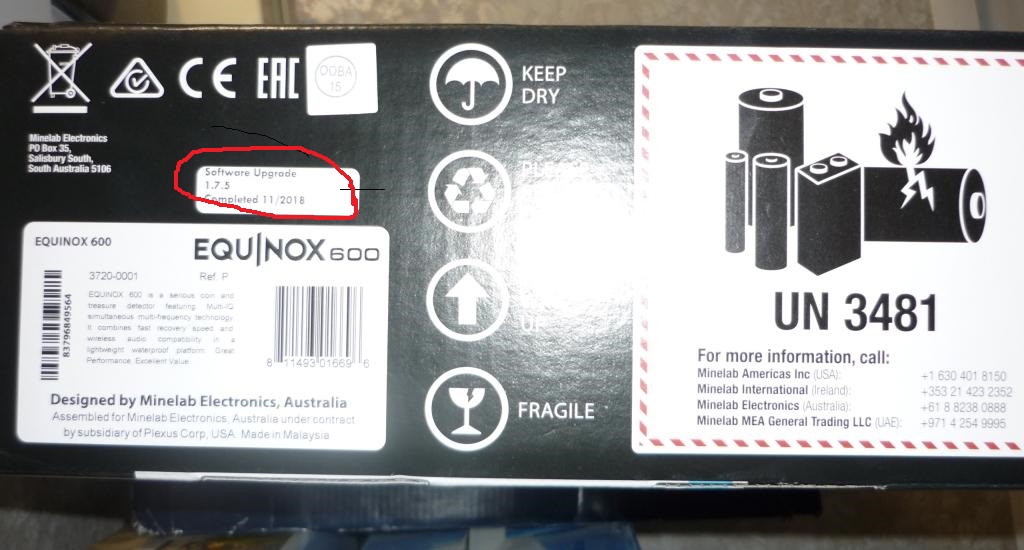 EAC
OOBA
15
KEEP
DRY
Minelab Electronics
PO Box 35,
Salisbury South,
South Australia 5106
Software Upgrade
1.7.5
Completed 11/2018
UP
FRAGILE
EQUINOX 600
EQUINOX 600
3720-0001 Ref. P
EQUINOX 600 is a serious coin and
treasure detector featuring Multi-IQ
simultaneous multi-frequency technology.
It combines fast recovery speed and
wireless audio compatibility in a
lightweight waterproof platform. Great
Performance, Excellent Value.
83796849564
8 11493 01669 6
Designed by Minelab Electronics, Australia
Assembled for Minelab Electronics, Australia under contract
by subsidiary of Plexus Corp, USA. Made in Malaysia
UN 3481
For more information, call:
Minelab Americas Inc (USA): +1 630 401 8150
Minelab International (Ireland): +353 21 423 2352
Minelab Electronics (Australia): +61 8 8238 0888
Minelab MEA General Trading LLC (UAE): +971 4 254 9995